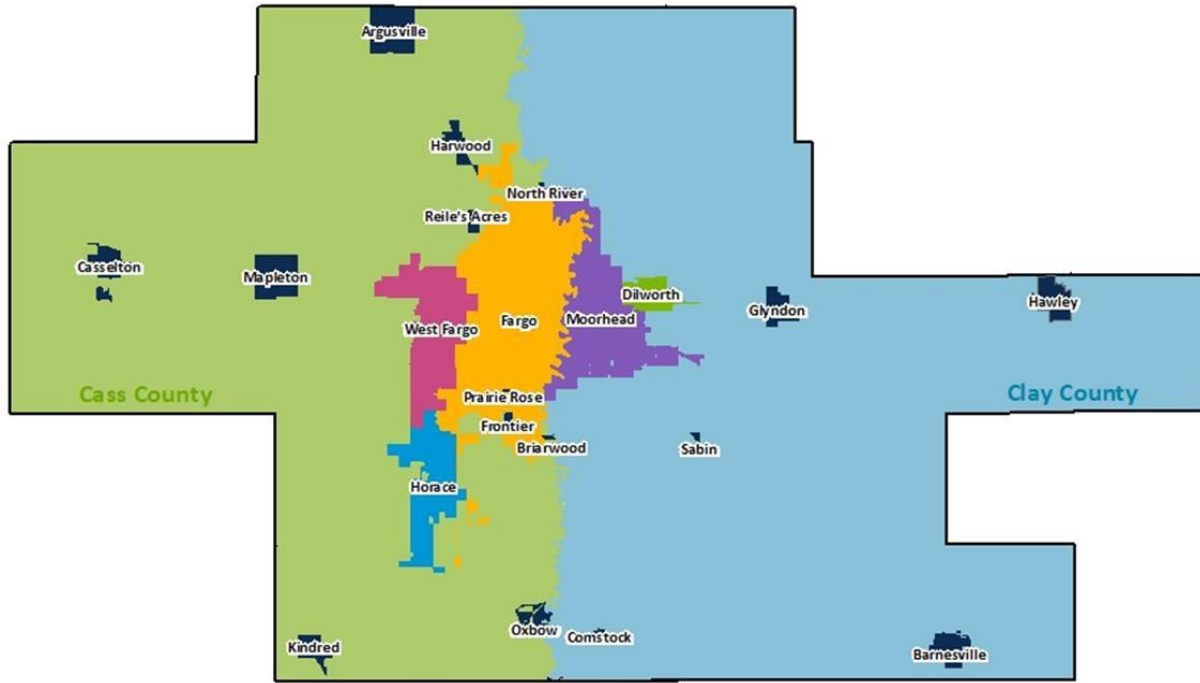 Argusville
Harwood
North River
Reile's Acres
Casselton
Mapleton
Dilworth
Hawley
Glyndon
West Fargo
Fargo
Moorhead
Cass County
Prairie Rose
Clay County
Frontier
Briarwood
Sabin
Horace
Oxbow
Comstock
Kindred
Barnesville